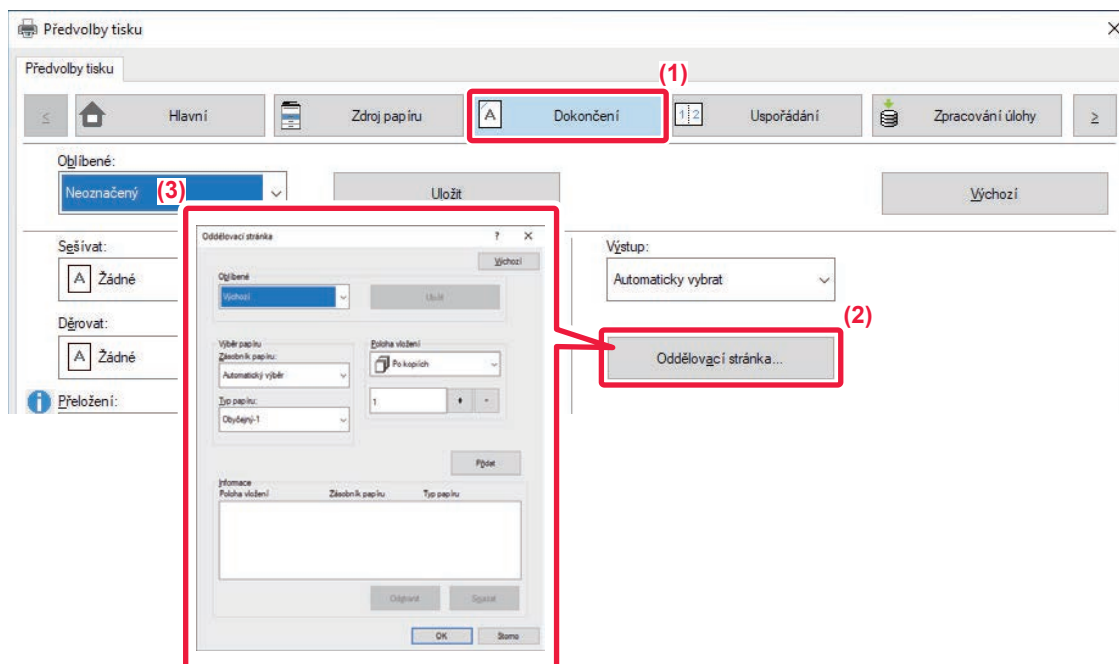 Předvolby tisku
Předvolby tisku
(1)
Hlavní
Zdroj papíru
Dokončení
Uspořádání
Zpracování úlohy
Oblíbené:
Neoznačený
(3)
Uložit
Výchozí
Sešívat:
Žádné
Děrovat:
Žádné
Přeložení:
Výstup:
Automaticky vybrat
(2)
Oddělovací stránka...
Oddělovací stránka
Výchozí
Oblíbené
Výchozí
Uložit
Výběr papíru
Zásobník papíru:
Automatický výběr
Typ papíru:
Obyčejný-1
Poloha vložení
Po kopiích
1
Přidat
Informace
Poloha vložení Zásobník papíru Typ papíru
Odstranit
Smazat
OK
Storno